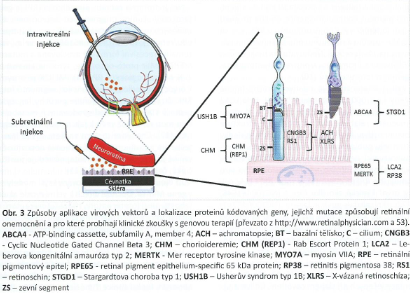 Intravitreální
injekce
Subretinální
injekce
Neuroretina
RPE
Cévnatka
Skléra
USH1B
MYO7A
CHM
CHM
(REP1)
BT
C
ZS
CNGB3
RS1
ACH
XLRS
RPE
ZS
ABCA4
STGD1
RPE65
MERTK
LCA2
RP38
Obr. 3 Způsoby aplikace virových vektorů a lokalizace proteinů kódovaných geny, jejichž mutace způsobují retinální
onemocnění a pro které probíhají klinické zkoušky s genovou terapií (převzato z http://www.retinalphysician.com a 53).
ABCA4 - ATP-binding cassette, subfamily A, member 4; ACH – achromatopsie; BT – bazální tělísko; C – cilium; CNGB3
- Cyclic Nucleotide Gated Channel Beta 3; CHM – chorioideremie; CHM (REP1) - Rab Escort Protein 1; LCA2 – Le-
berova kongenitální amauróza typ 2; MERTK - Mer receptor tyrosine kinase; MYO7A – myosin VIIA; RPE – retinální
pigmentový epitel; RPE65 - retinal pigment epithelium-specific 65 kDa protein; RP38 – retinitis pigmentosa 38; RS1
– retinoschin; STGD1 - Stargardtova choroba typ 1; USH1B – Usherův syndrom typ 1B; XLRS – X-vázaná retinoschiza;
ZS – zevní segment